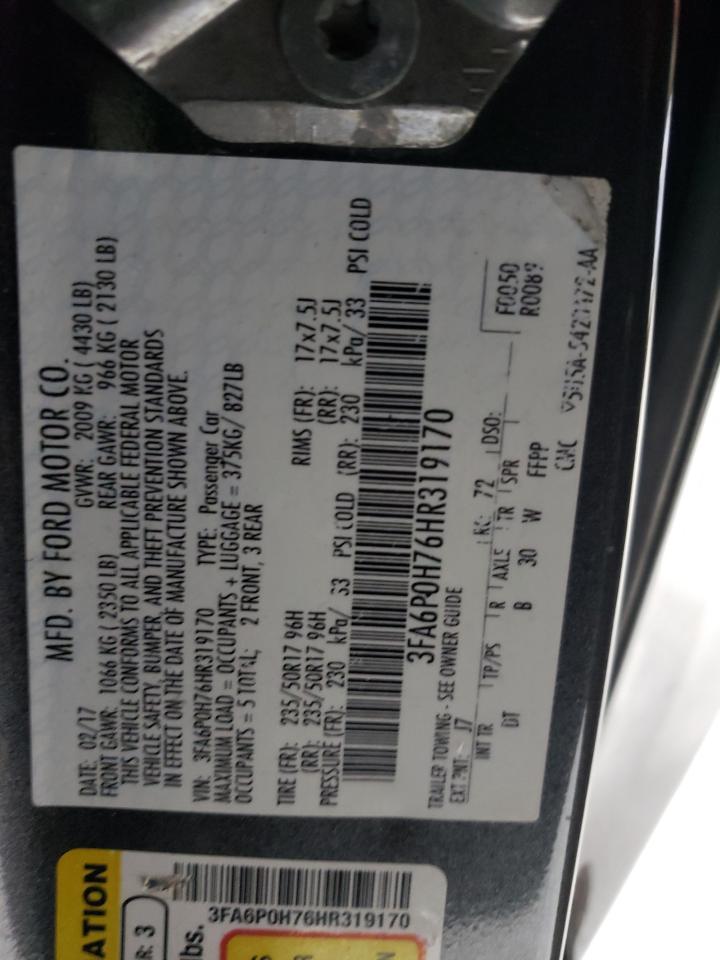 MFD. BY FORD MOTOR CO.
DATE: 02/17 GVWR: 2009 KG ( 4430 LB)
FRONT GAWR: 1066 KG ( 2350 LB) REAR GAWR: 966 KG ( 2130 LB)
THIS VEHICLE CONFORMS TO ALL APPLICABLE FEDERAL MOTOR
VEHICLE SAFETY, BUMPER, AND THEFT PREVENTION STANDARDS
IN EFFECT ON THE DATE OF MANUFACTURE SHOWN ABOVE.
VIN: 3FA6P0H76HR319170 TYPE: Passenger Car
MAXIMUM LOAD = OCCUPANTS + LUGGAGE = 375KG/ 827LB
OCCUPANTS = 5 TOTAL; 2 FRONT, 3 REAR
TIRE (FR): 235/50R17 96H RIMS (FR): 17x7.5J
(RR): 235/50R17 96H (RR): 17x7.5J
PRESSURE (FR): 230 kPa/ 33 PSI COLD (RR): 230 kPa/ 33 PSI COLD
3FA6P0H76HR319170
TRAILER TOWING - SEE OWNER GUIDE
EXT PNT: J7 RC: 72 DSO: F0050
INT TR TP/PS R AXLE TR SPR R0089
DT B 30 W FFPP
ATION
R: 3
lbs.
3FA6P0H76HR319170